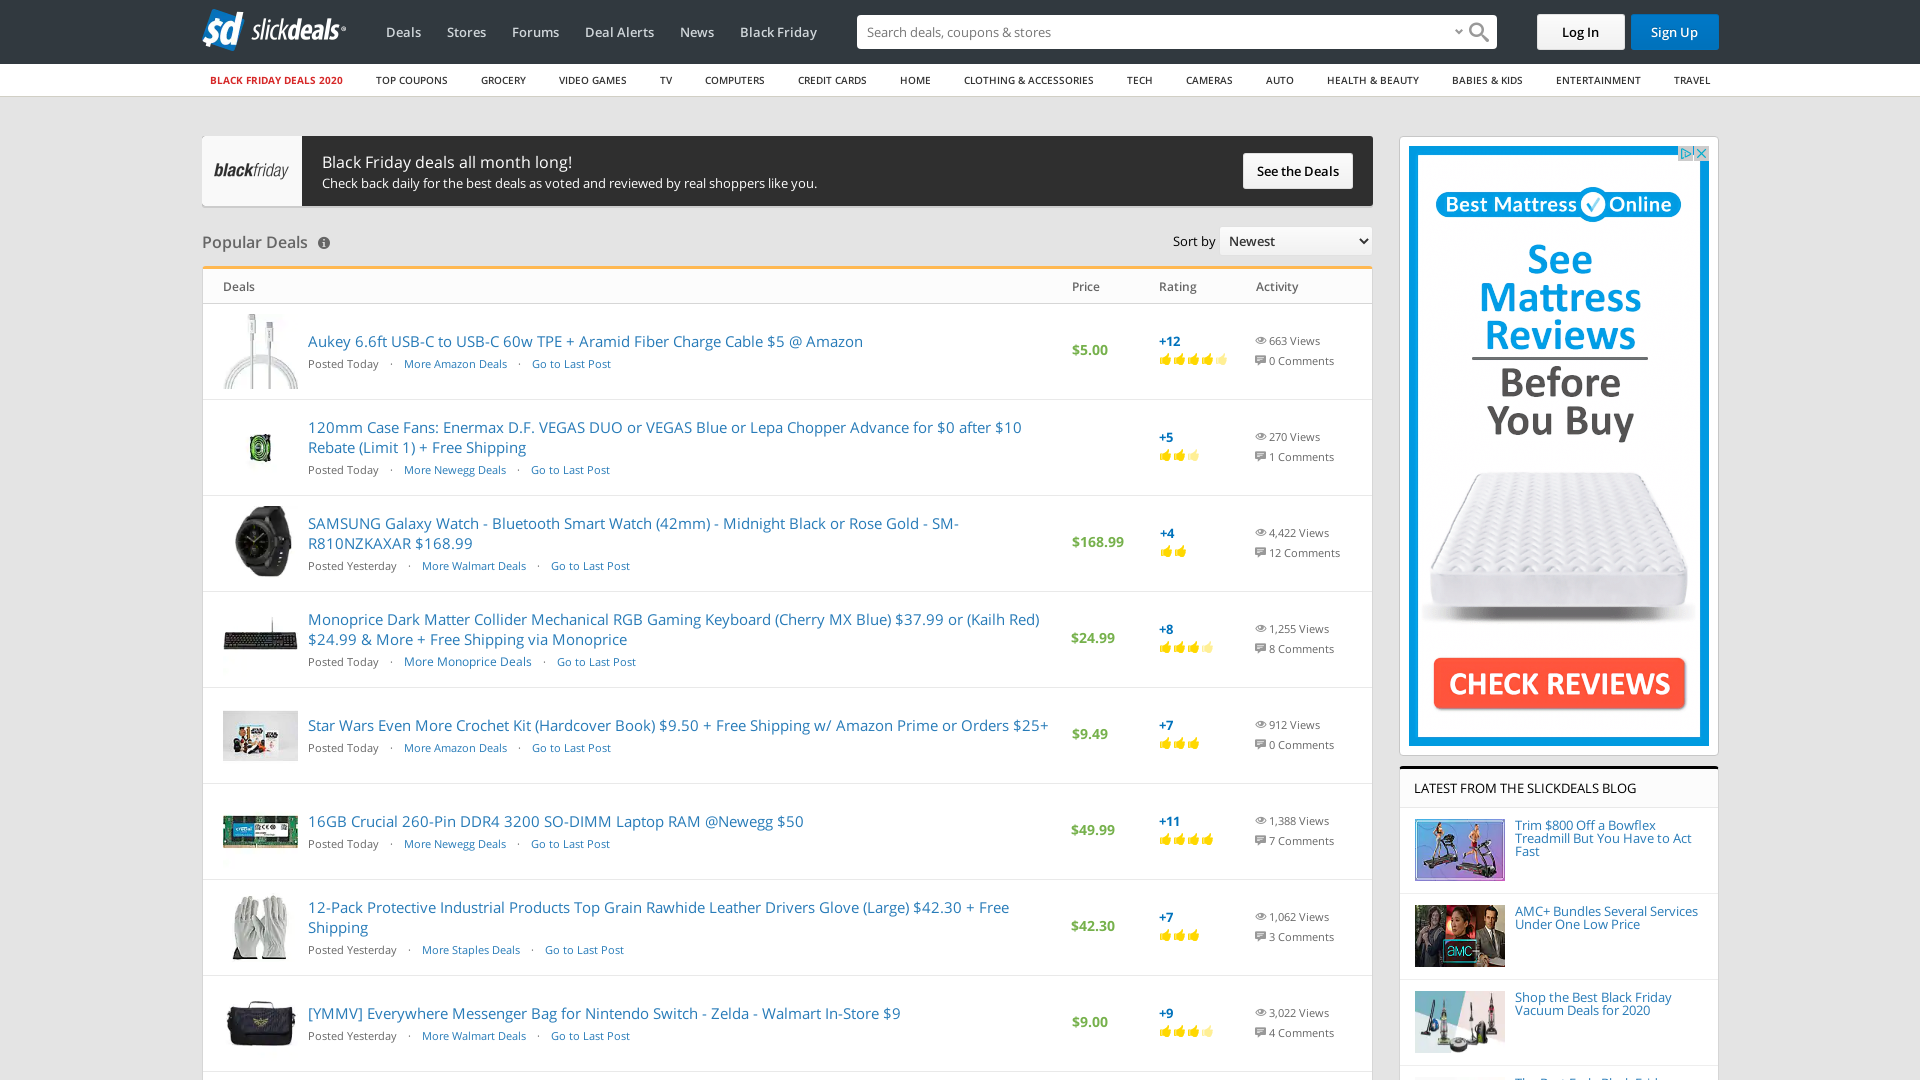 sd slickdeals
Deals Stores Forums Deal Alerts News Black Friday
Search deals, coupons & stores
Log In
Sign Up
BLACK FRIDAY DEALS 2020 TOP COUPONS GROCERY VIDEO GAMES TV COMPUTERS CREDIT CARDS HOME CLOTHING & ACCESSORIES TECH CAMERAS AUTO HEALTH & BEAUTY BABIES & KIDS ENTERTAINMENT TRAVEL
blackfriday
Black Friday deals all month long!
Check back daily for the best deals as voted and reviewed by real shoppers like you.
See the Deals
Popular Deals
Sort by Newest
Deals Price Rating Activity
Aukey 6.6ft USB-C to USB-C 60w TPE + Aramid Fiber Charge Cable $5 @ Amazon
Posted Today · More Amazon Deals · Go to Last Post
$5.00
+12
663 Views
0 Comments
120mm Case Fans: Enermax D.F. VEGAS DUO or VEGAS Blue or Lepa Chopper Advance for $0 after $10
Rebate (Limit 1) + Free Shipping
Posted Today · More Newegg Deals · Go to Last Post
+5
270 Views
1 Comments
SAMSUNG Galaxy Watch - Bluetooth Smart Watch (42mm) - Midnight Black or Rose Gold - SM-
R810NZKAXAR $168.99
Posted Yesterday · More Walmart Deals · Go to Last Post
$168.99
+4
4,422 Views
12 Comments
Monoprice Dark Matter Collider Mechanical RGB Gaming Keyboard (Cherry MX Blue) $37.99 or (Kailh Red)
$24.99 & More + Free Shipping via Monoprice
Posted Today · More Monoprice Deals · Go to Last Post
$24.99
+8
1,255 Views
8 Comments
Star Wars Even More Crochet Kit (Hardcover Book) $9.50 + Free Shipping w/ Amazon Prime or Orders $25+
Posted Today · More Amazon Deals · Go to Last Post
$9.49
+7
912 Views
0 Comments
16GB Crucial 260-Pin DDR4 3200 SO-DIMM Laptop RAM @Newegg $50
Posted Today · More Newegg Deals · Go to Last Post
$49.99
+11
1,388 Views
7 Comments
12-Pack Protective Industrial Products Top Grain Rawhide Leather Drivers Glove (Large) $42.30 + Free
Shipping
Posted Yesterday · More Staples Deals · Go to Last Post
$42.30
+7
1,062 Views
3 Comments
[YMMV] Everywhere Messenger Bag for Nintendo Switch - Zelda - Walmart In-Store $9
Posted Yesterday · More Walmart Deals · Go to Last Post
$9.00
+9
3,022 Views
4 Comments
Best Mattress Online
See
Mattress
Reviews
Before
You Buy
CHECK REVIEWS
LATEST FROM THE SLICKDEALS BLOG
Trim $800 Off a Bowflex
Treadmill But You Have to Act
Fast
AMC+ Bundles Several Services
Under One Low Price
aMC+
Shop the Best Black Friday
Vacuum Deals for 2020